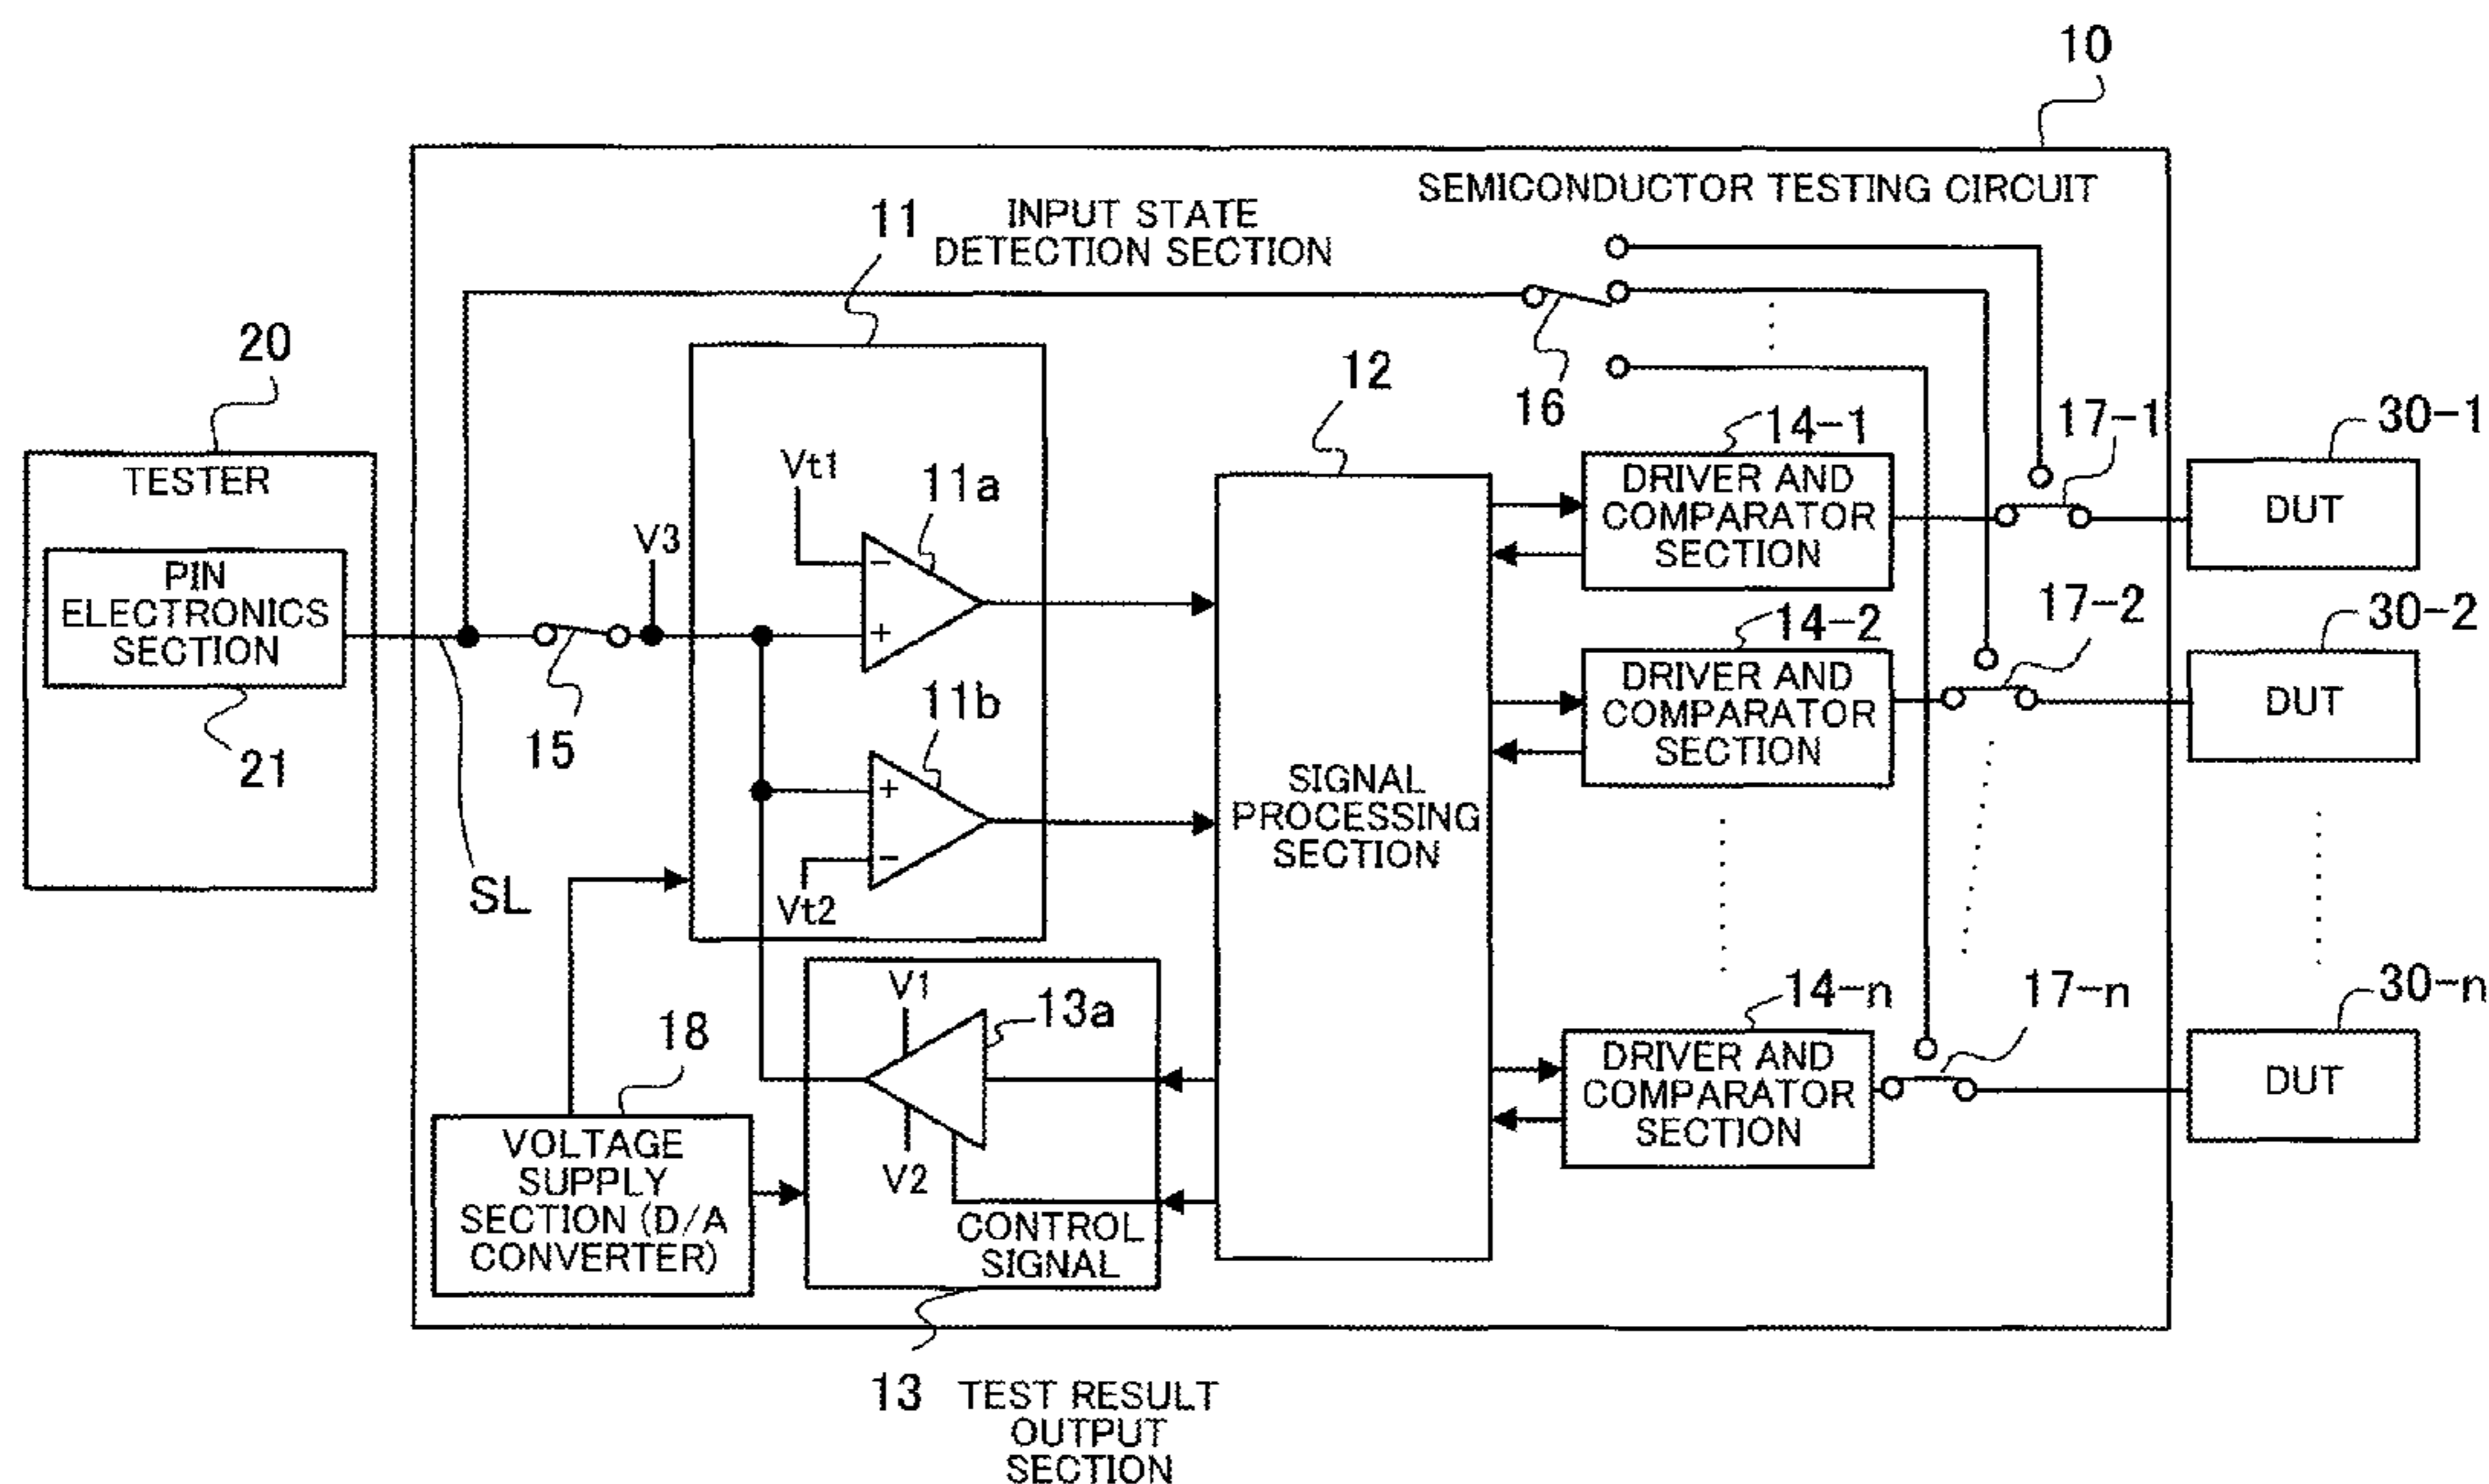 10
SEMICONDUCTOR TESTING CIRCUIT
11
INPUT STATE
DETECTION SECTION
20
TESTER
PIN
ELECTRONICS
SECTION
21
SL
15
V3
Vt1
11a
11b
Vt2
16
12
SIGNAL
PROCESSING
SECTION
14-1
DRIVER AND
COMPARATOR
SECTION
17-1
30-1
DUT
14-2
DRIVER AND
COMPARATOR
SECTION
17-2
30-2
DUT
14-n
DRIVER AND
COMPARATOR
SECTION
17-n
30-n
DUT
18
VOLTAGE
SUPPLY
SECTION (D/A
CONVERTER)
V1
13a
V2
CONTROL
SIGNAL
13
TEST RESULT
OUTPUT
SECTION